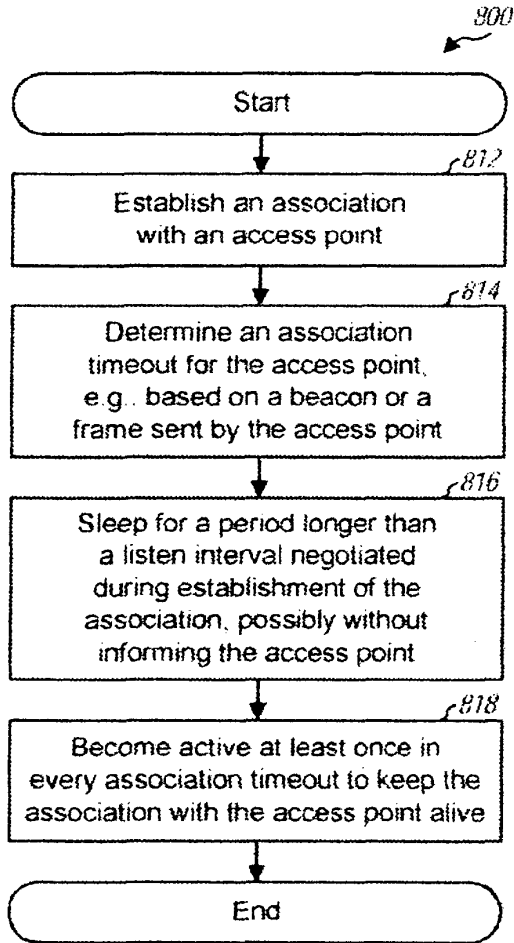 800
Start
812
Establish an association
with an access point
814
Determine an association
timeout for the access point,
e.g., based on a beacon or a
frame sent by the access point
816
Sleep for a period longer than
a listen interval negotiated
during establishment of the
association, possibly without
informing the access point
818
Become active at least once in
every association timeout to keep the
association with the access point alive
End